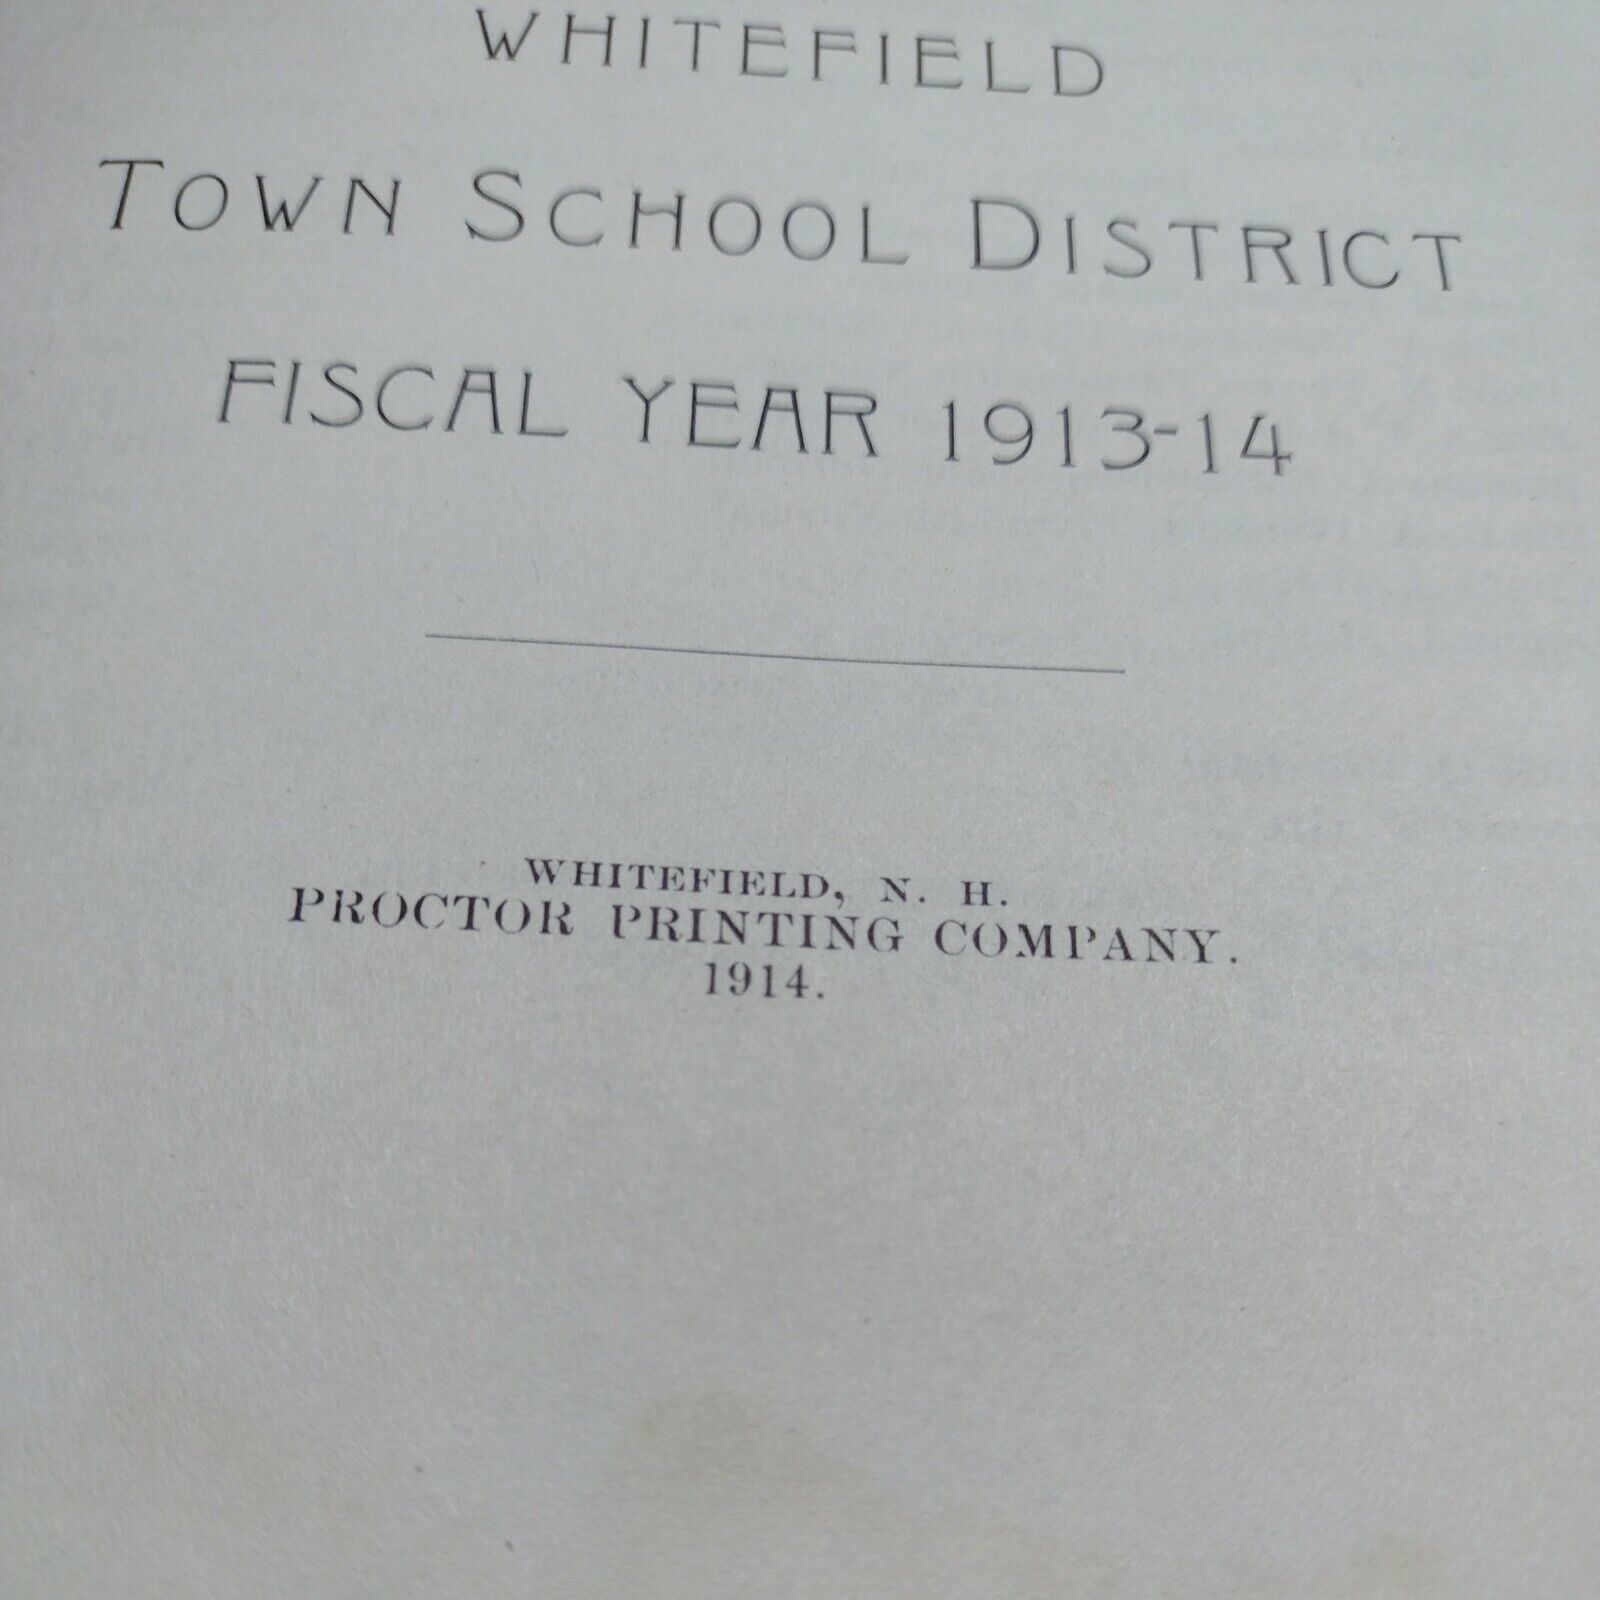 WHITEFIELD
TOWN SCHOOL DISTRICT
FISCAL YEAR 1913-14
WHITEFIELD, N. H.
PROCTOR PRINTING COMPANY.
1914.